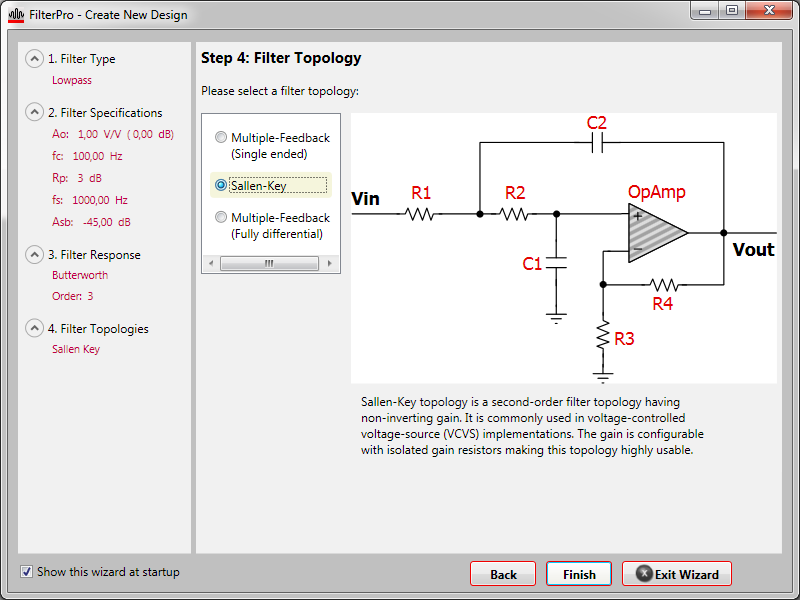 FilterPro - Create New Design
1. Filter Type
Lowpass
2. Filter Specifications
Ao: 1,00 V/V ( 0,00 dB)
fc: 100,00 Hz
Rp: 3 dB
fs: 1000,00 Hz
Asb: -45,00 dB
3. Filter Response
Butterworth
Order: 3
4. Filter Topologies
Sallen Key
Step 4: Filter Topology
Please select a filter topology:
Multiple-Feedback
(Single ended)
Sallen-Key
Multiple-Feedback
(Fully differential)
C2
Vin
R1
R2
OpAmp
+
−
C1
Vout
R4
R3
Sallen-Key topology is a second-order filter topology having
non-inverting gain. It is commonly used in voltage-controlled
voltage-source (VCVS) implementations. The gain is configurable
with isolated gain resistors making this topology highly usable.
Show this wizard at startup
Back
Finish
Exit Wizard